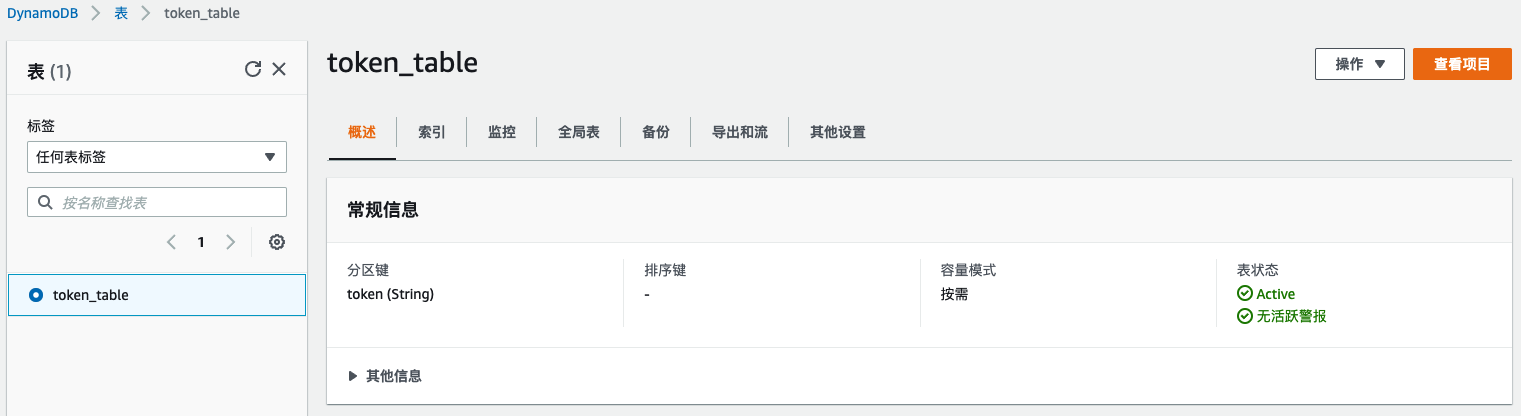 DynamoDB > 表 > token_table
表 (1)
标签
任何表标签
按名称查找表
1
token_table
token_table
操作
查看项目
概述 索引 监控 全局表 备份 导出和流 其他设置
常规信息
分区键 排序键 容量模式 表状态
token (String) - 按需 Active
无活跃警报
其他信息